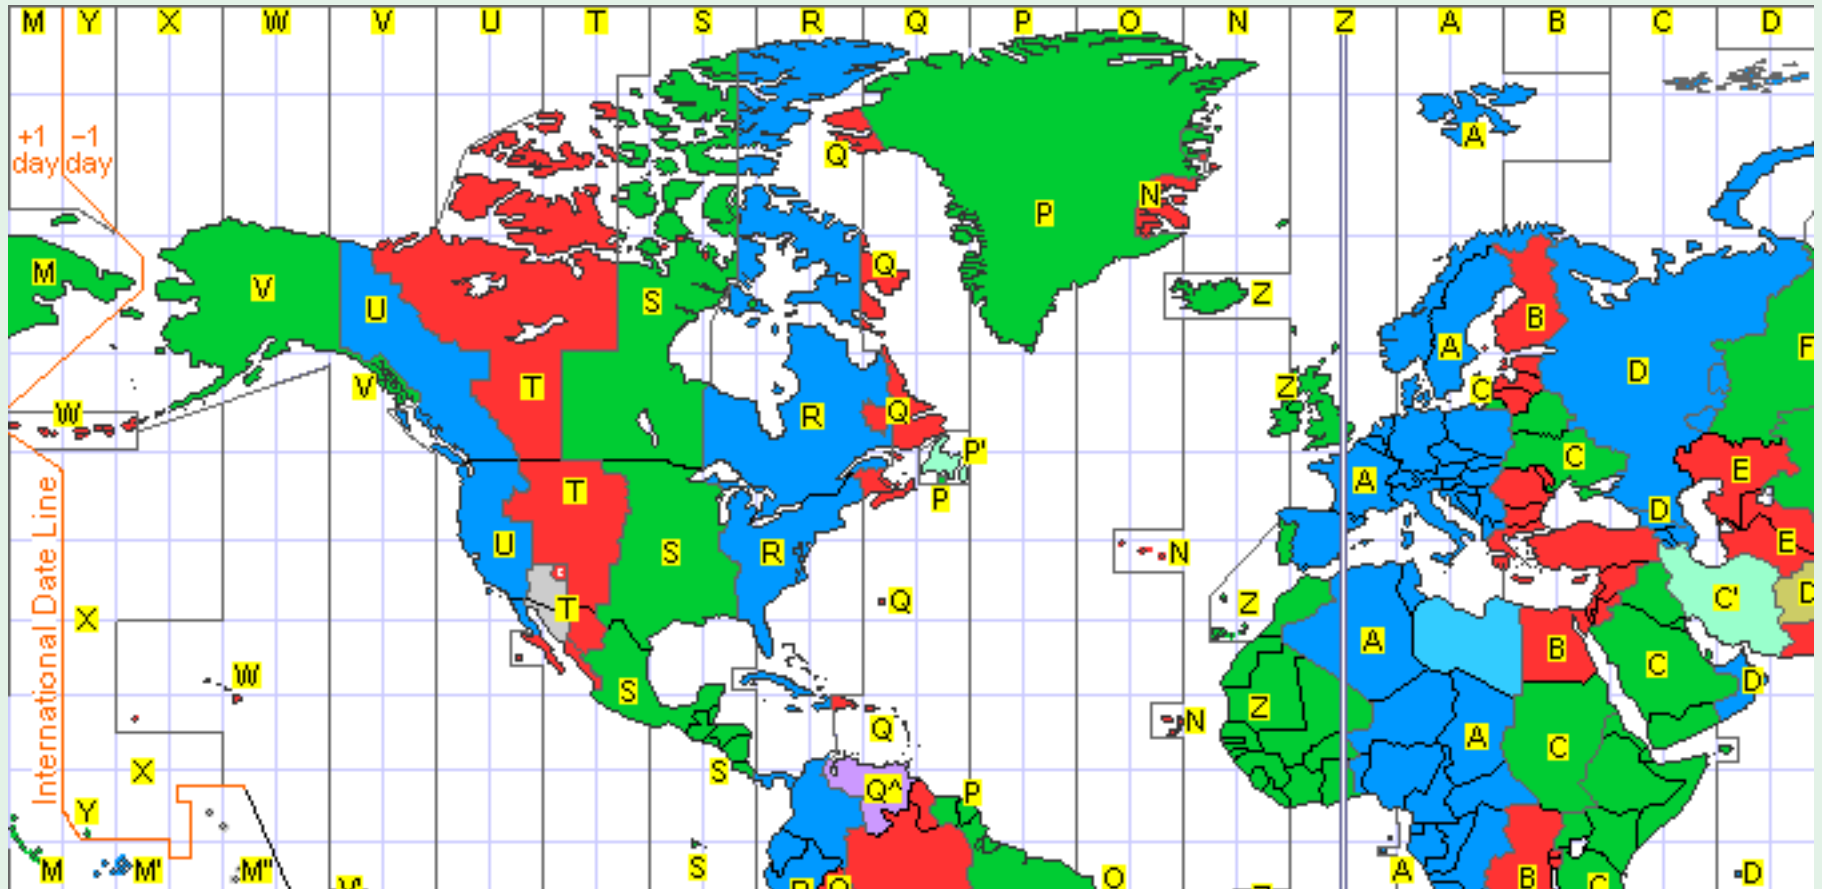 M Y X W V U T S R Q P O N Z A B C D
+1 −1
day day
A
Q
N
P
M
V
Q
Z
S
U
B
A
F
D
T
V
Z
C
W
R
Q
P'
C
E
A
T
P
D
U
S
R
N
E
International Date Line
T
Q
Z
C'
D
X
A
B
C
W
S
D
Z
N
Q
A
C
X
S
Q^
P
Y
M
M'
M"
S
A
D
O
B